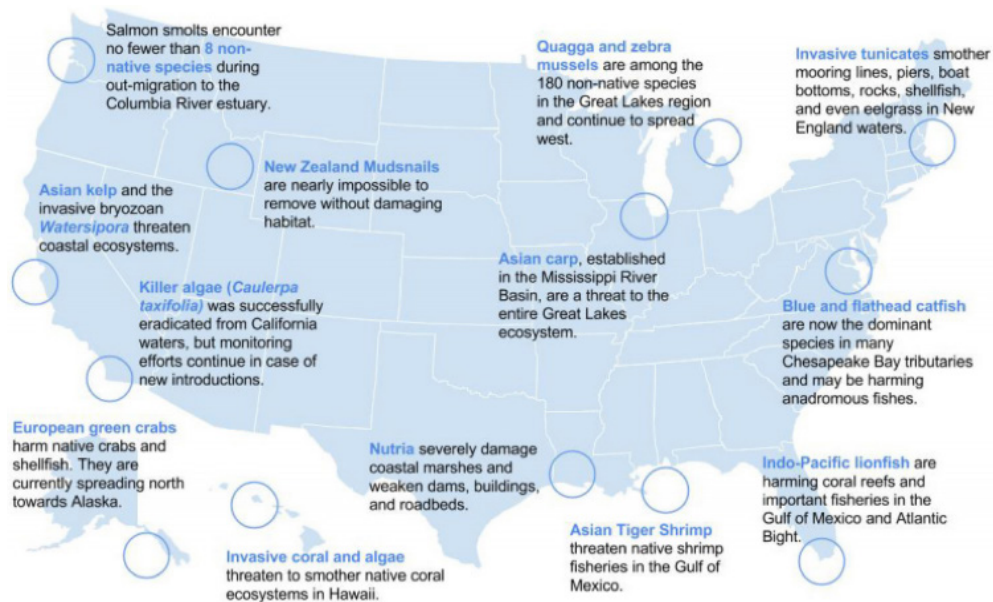 Salmon smolts encounter
no fewer than 8 non-
native species during
out-migration to the
Columbia River estuary.
Quagga and zebra
mussels are among the
180 non-native species
in the Great Lakes region
and continue to spread
west.
Invasive tunicates smother
mooring lines, piers, boat
bottoms, rocks, shellfish,
and even eelgrass in New
England waters.
New Zealand Mudsnails
are nearly impossible to
remove without damaging
habitat.
Asian kelp and the
invasive bryozoan
Watersipora threaten
coastal ecosystems.
Asian carp, established
in the Mississippi River
Basin, are a threat to the
entire Great Lakes
ecosystem.
Killer algae (Caulerpa
taxifolia) was successfully
eradicated from California
waters, but monitoring
efforts continue in case of
new introductions.
Blue and flathead catfish
are now the dominant
species in many
Chesapeake Bay tributaries
and may be harming
anadromous fishes.
European green crabs
harm native crabs and
shellfish. They are
currently spreading north
towards Alaska.
Nutria severely damage
coastal marshes and
weaken dams, buildings,
and roadbeds.
Indo-Pacific lionfish are
harming coral reefs and
important fisheries in the
Gulf of Mexico and Atlantic
Bight.
Invasive coral and algae
threaten to smother native coral
ecosystems in Hawaii.
Asian Tiger Shrimp
threaten native shrimp
fisheries in the Gulf of
Mexico.